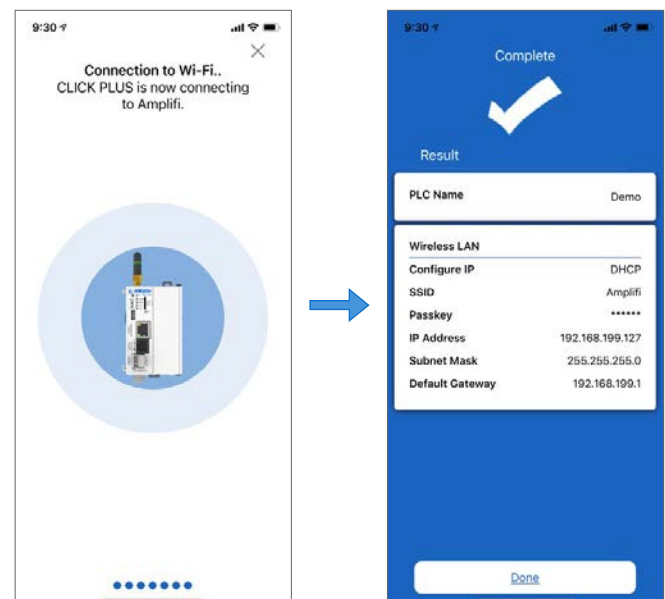 9:30
Connection to Wi-Fi..
CLICK PLUS is now connecting
to Amplifi.
9:30
Complete
Result
PLC Name Demo
Wireless LAN
Configure IP DHCP
SSID Amplifi
Passkey ••••••
IP Address 192.168.199.127
Subnet Mask 255.255.255.0
Default Gateway 192.168.199.1
Done